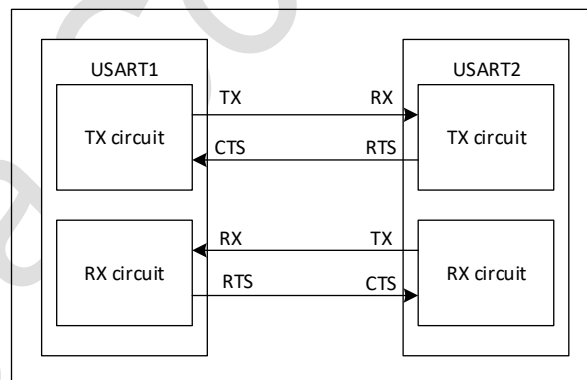 USART1 USART2
TX RX
TX circuit TX circuit
CTS RTS
RX TX
RX circuit RX circuit
RTS CTS